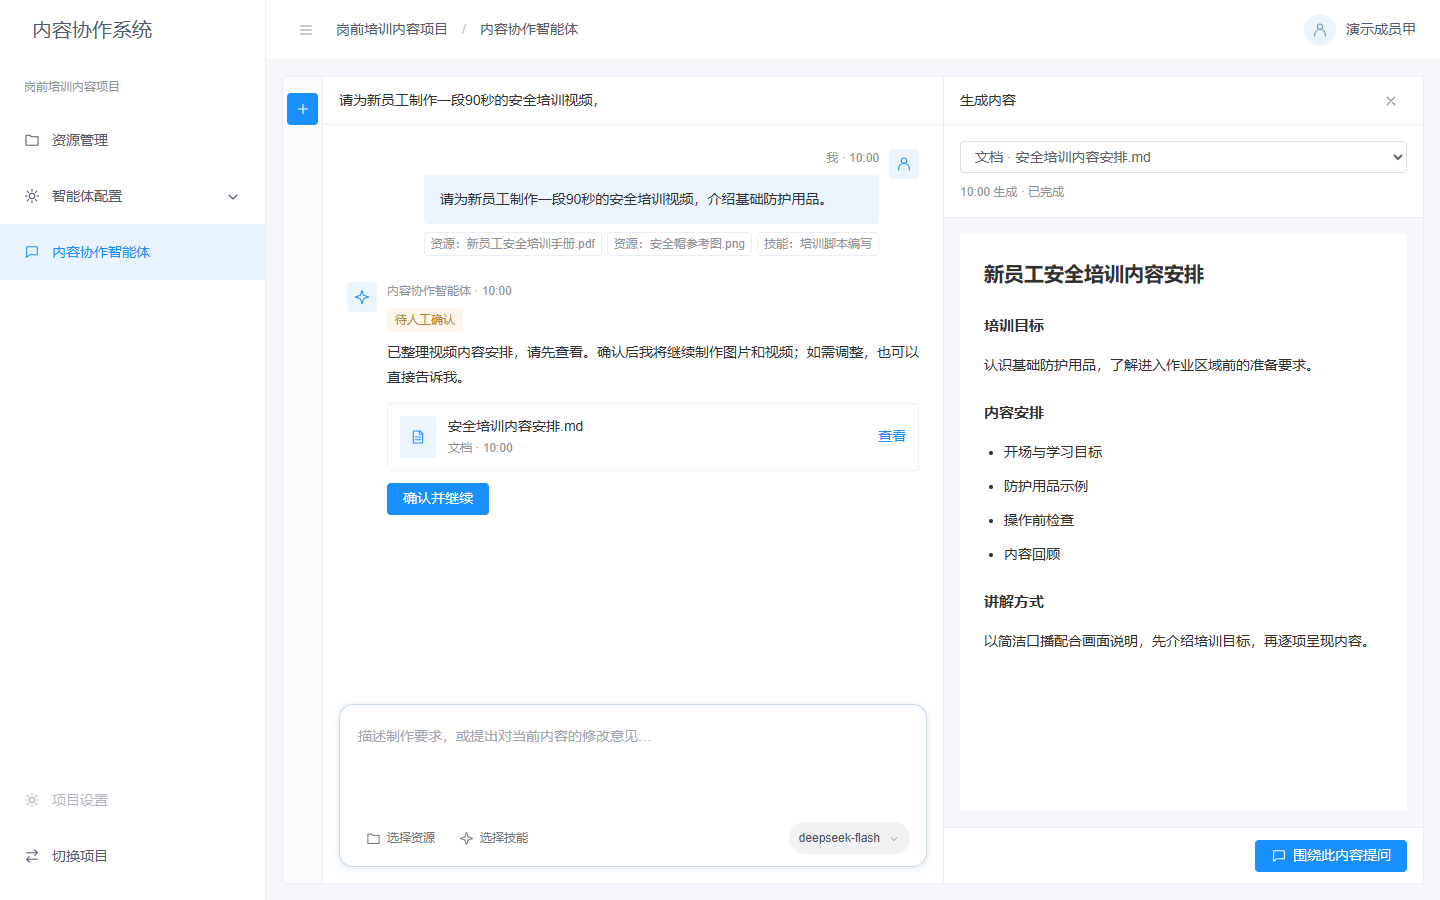 内容协作系统
岗前培训内容项目
资源管理
智能体配置
内容协作智能体
项目设置
切换项目
岗前培训内容项目 / 内容协作智能体
演示成员甲
请为新员工制作一段90秒的安全培训视频，
我 · 10:00
请为新员工制作一段90秒的安全培训视频，介绍基础防护用品。
资源：新员工安全培训手册.pdf 资源：安全帽参考图.png 技能：培训脚本编写
内容协作智能体 · 10:00
待人工确认
已整理视频内容安排，请先查看。确认后我将继续制作图片和视频；如需调整，也可以
直接告诉我。
安全培训内容安排.md
文档 · 10:00
查看
确认并继续
描述制作要求，或提出对当前内容的修改意见...
选择资源 选择技能 deepseek-flash
生成内容
文档 · 安全培训内容安排.md
10:00 生成 · 已完成
新员工安全培训内容安排
培训目标
认识基础防护用品，了解进入作业区域前的准备要求。
内容安排
• 开场与学习目标
• 防护用品示例
• 操作前检查
• 内容回顾
讲解方式
以简洁口播配合画面说明，先介绍培训目标，再逐项呈现内容。
围绕此内容提问